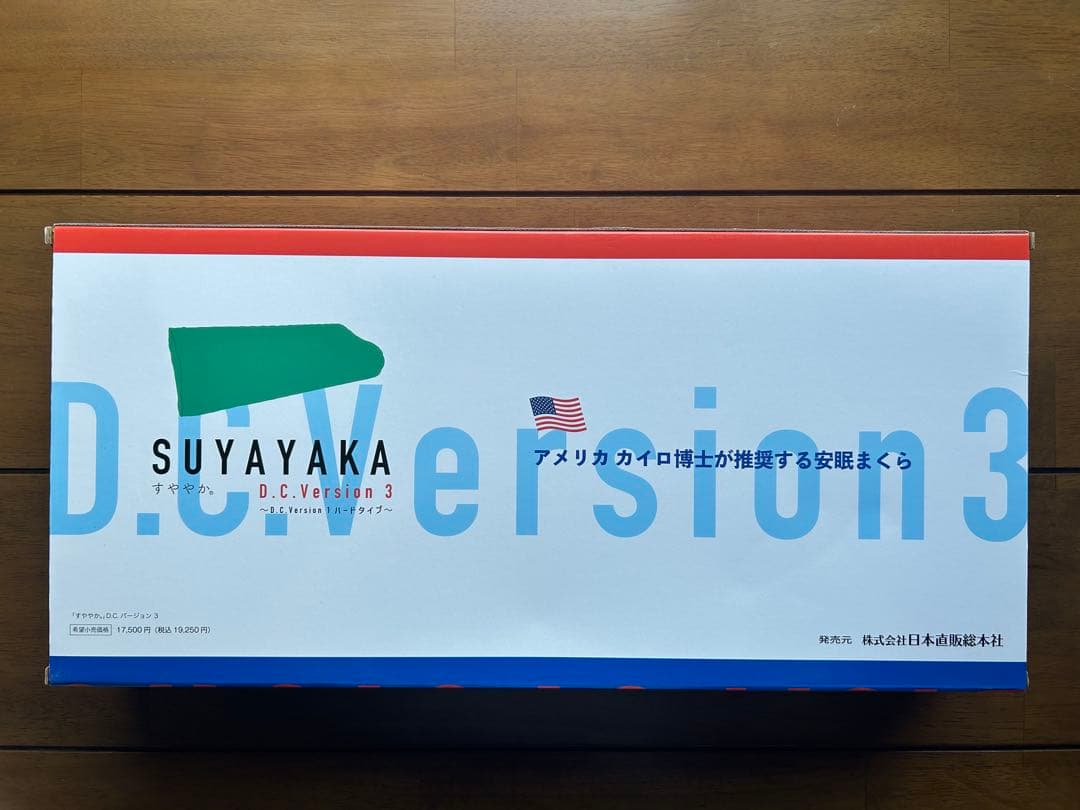 D.C.Version3
SUYAYAKA
すややか。
D.C.Version 3
〜D.C.Version 1 ハードタイプ〜
アメリカ カイロ博士が推奨する安眠まくら
「すややか。」D.C.バージョン 3
希望小売価格 17,500円（税込 19,250円）
発売元 株式会社日本直販総本社